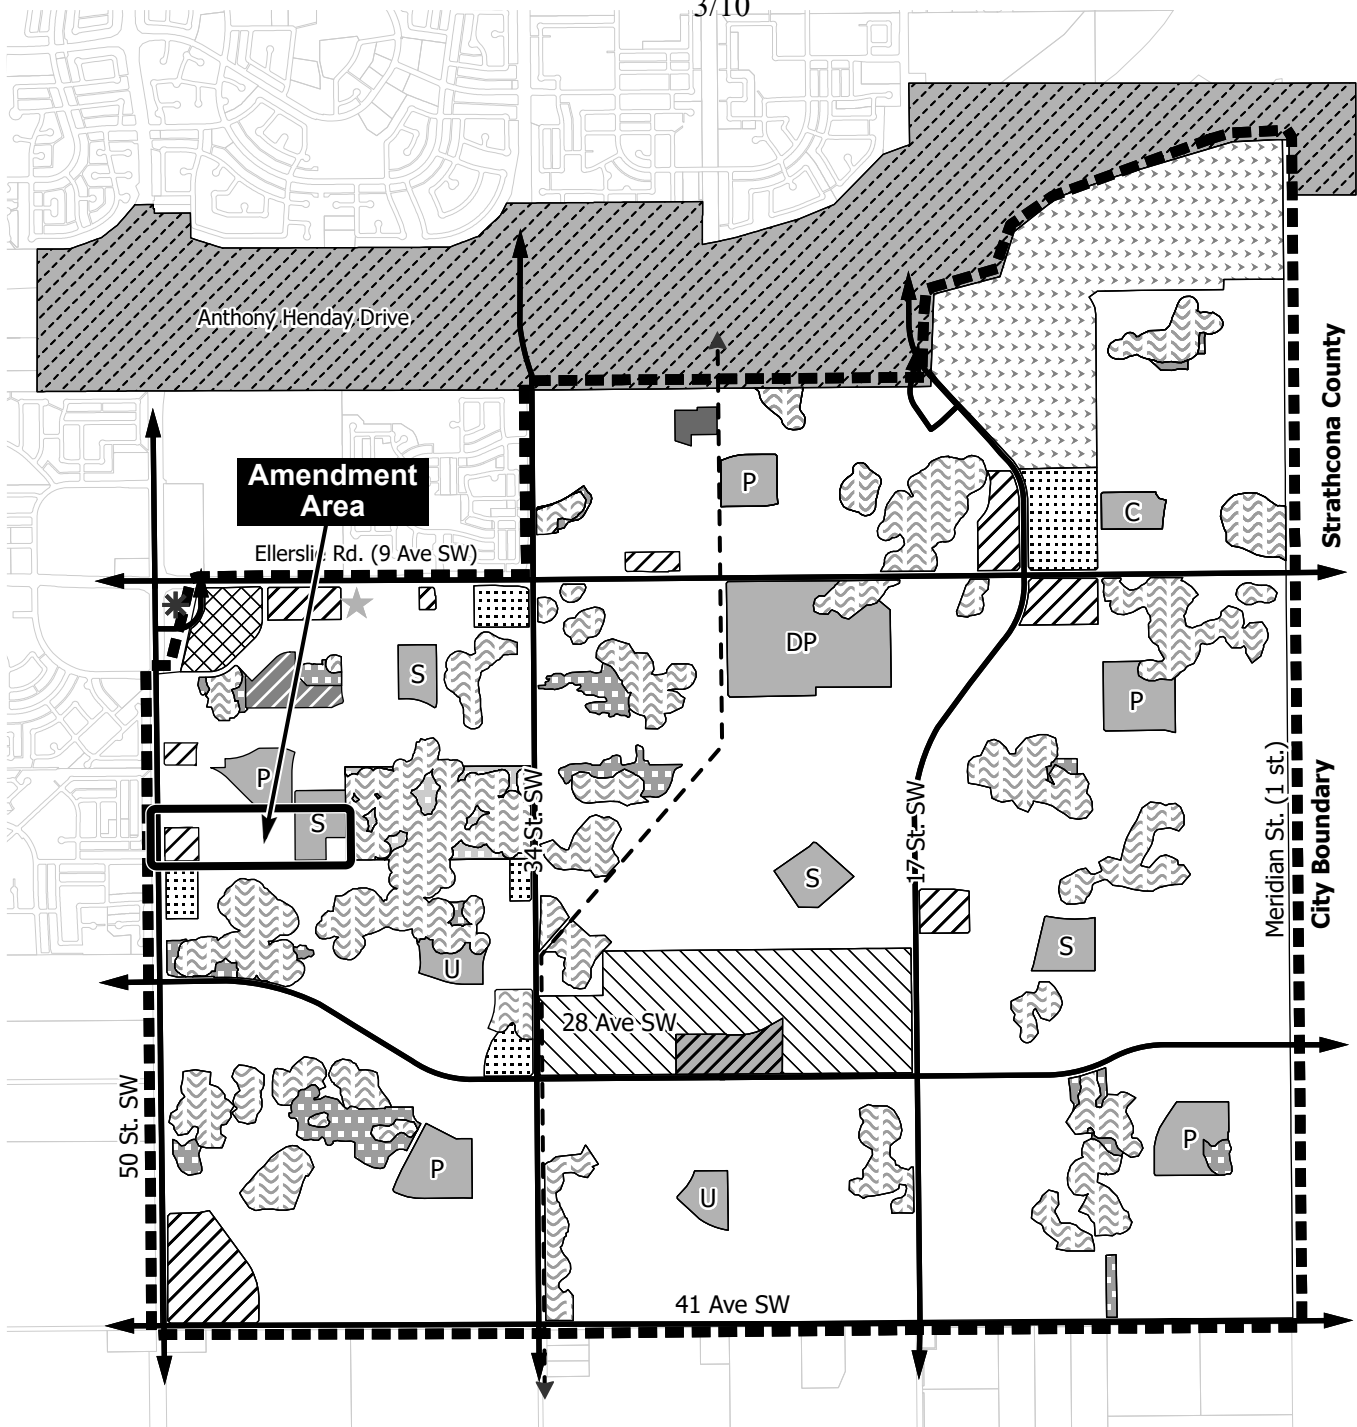 3/10
Anthony Henday Drive
Strathcona County
Amendment
Area
P
C
Ellerslie Rd. (9 Ave SW)
DP
S
P
P
S
34 St. SW
17 St. SW
Meridian St. (1 st.)
City Boundary
S
S
U
28 Ave SW
50 St. SW
P
P
U
41 Ave SW